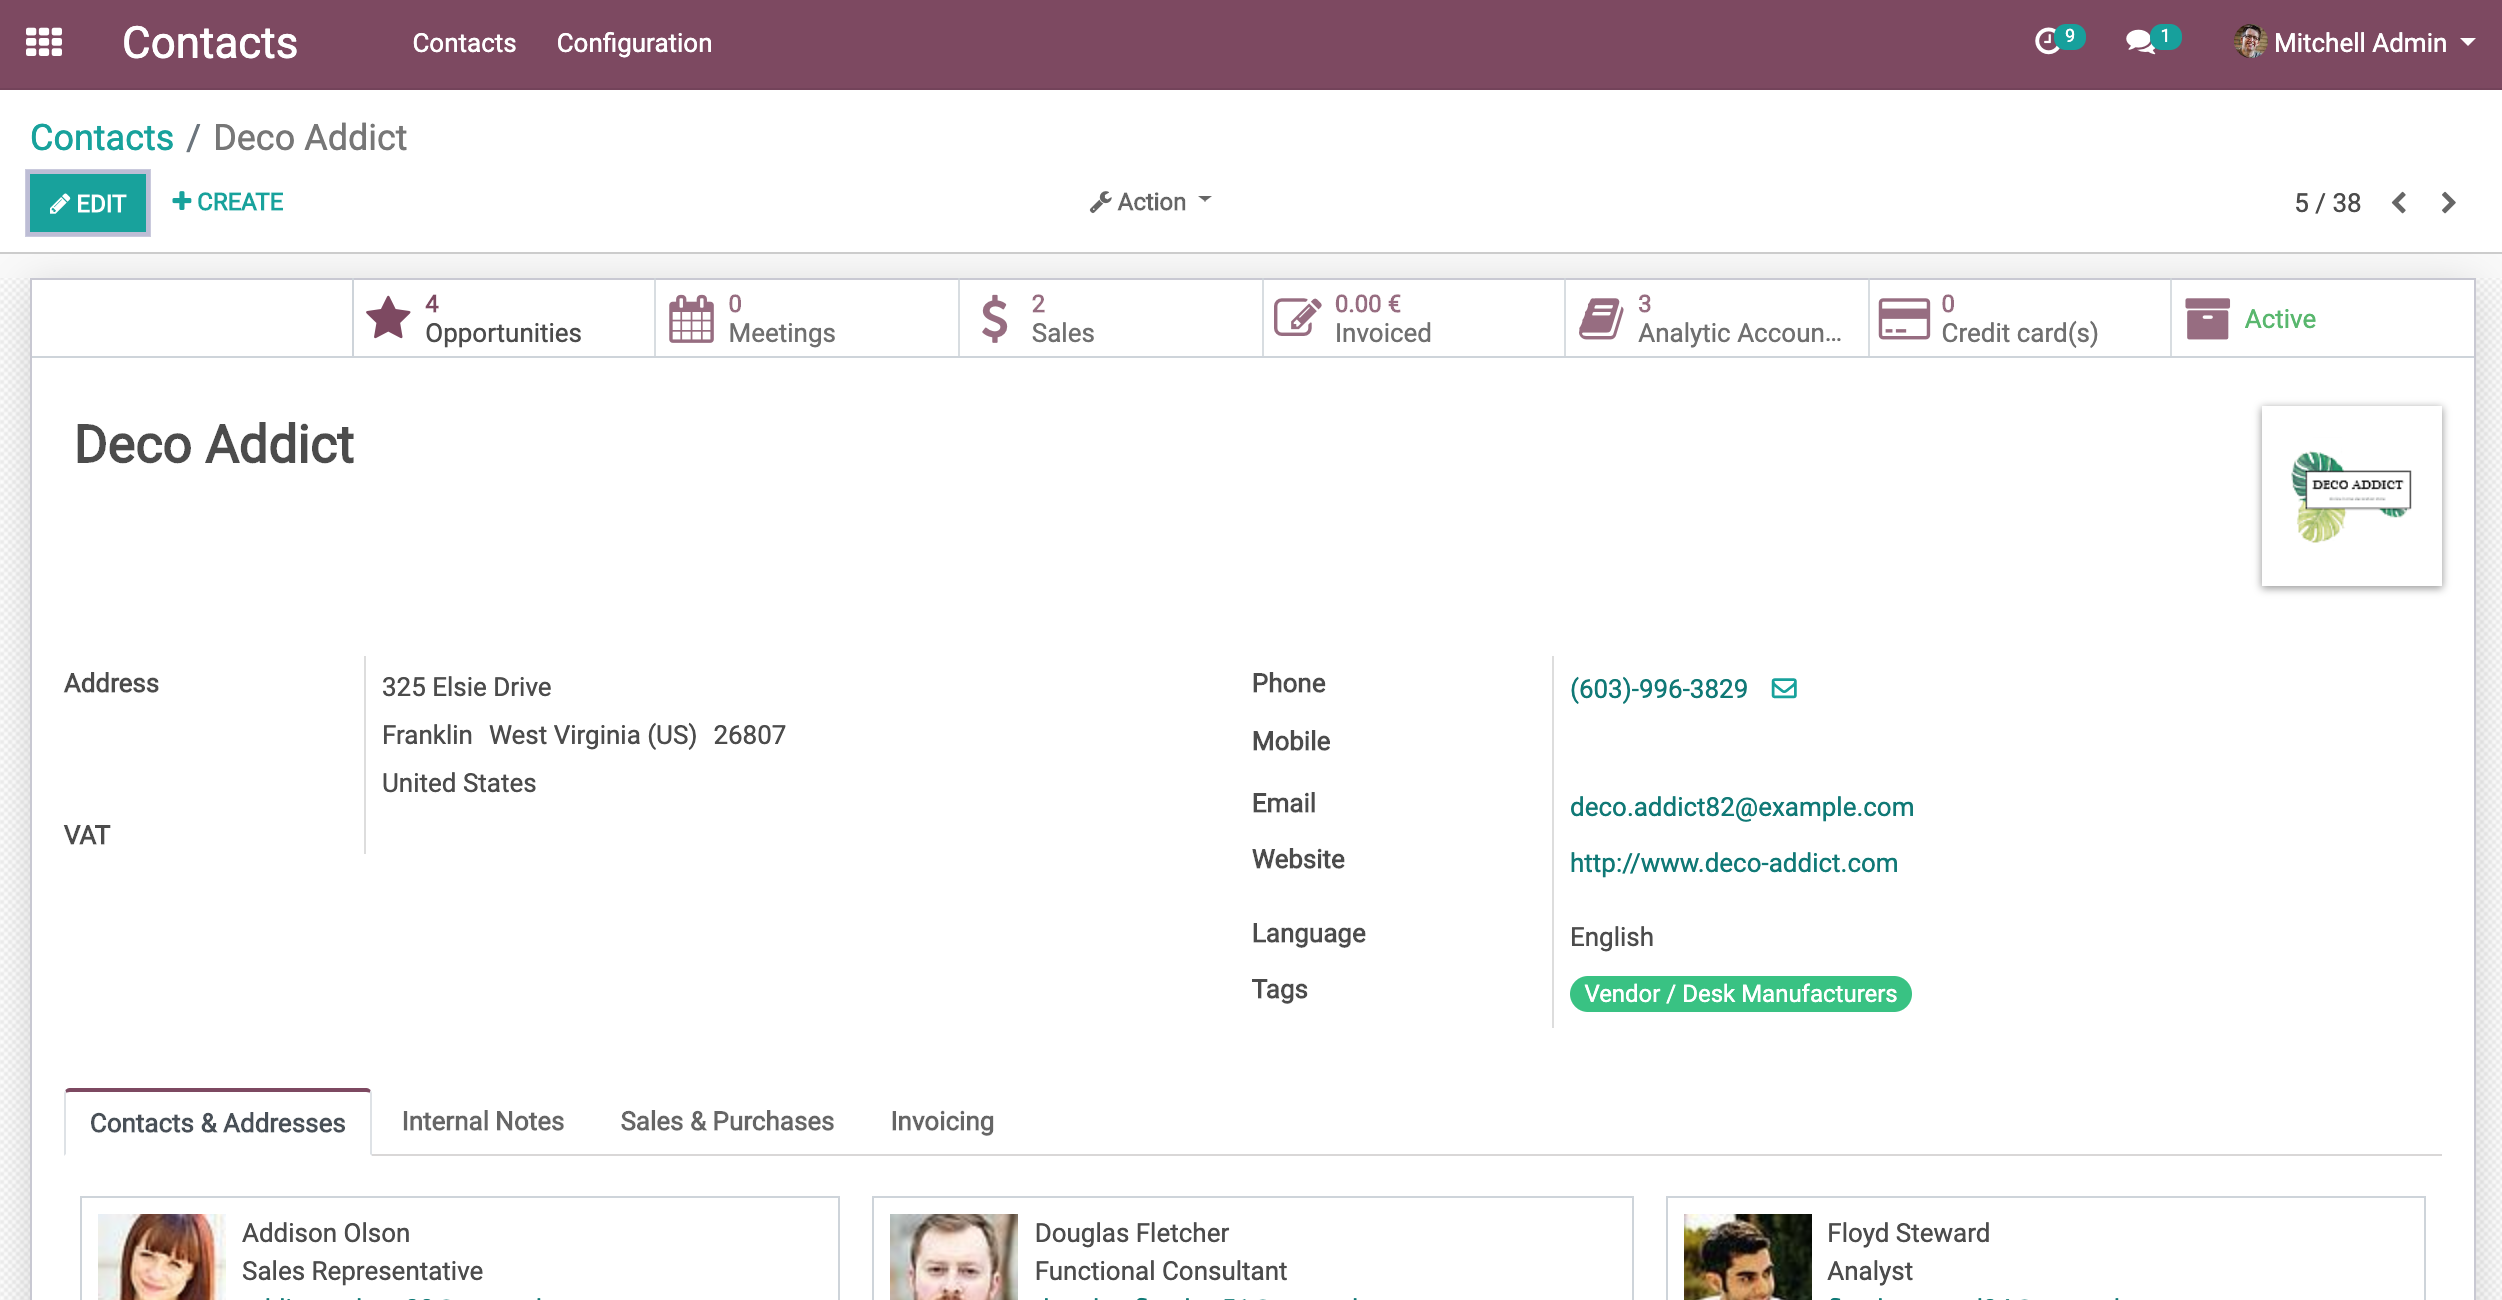 Contacts
Contacts Configuration
9
1
Mitchell Admin
Contacts / Deco Addict
EDIT
CREATE
Action
5 / 38
4
Opportunities
0
Meetings
2
Sales
0.00 €
Invoiced
3
Analytic Accoun...
0
Credit card(s)
Active
Deco Addict
DECO ADDICT
Address
325 Elsie Drive
Franklin West Virginia (US) 26807
United States
VAT
Phone
(603)-996-3829
Mobile
Email
deco.addict82@example.com
Website
http://www.deco-addict.com
Language
English
Tags
Vendor / Desk Manufacturers
Contacts & Addresses Internal Notes Sales & Purchases Invoicing
Addison Olson
Sales Representative
Douglas Fletcher
Functional Consultant
Floyd Steward
Analyst